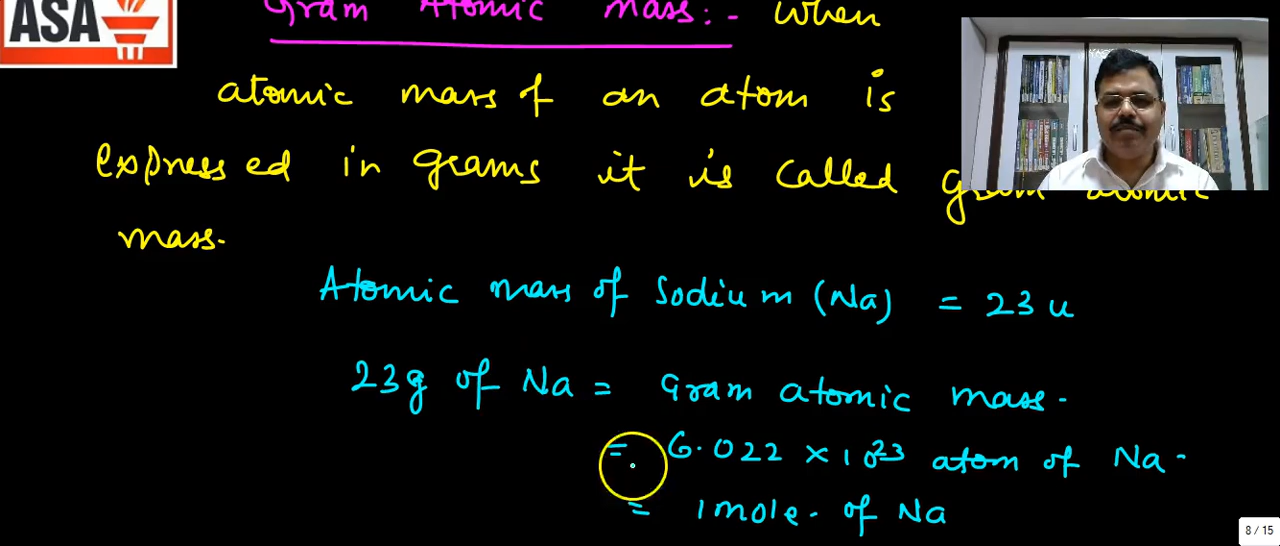 ASA
Gram Atomic Mass:- When
atomic mass of an atom is
expressed in grams it is called gram atomic
mass.
Atomic mass of Sodium (Na) = 23 u
23g of Na = Gram atomic mass.
= 6.022 × 10²³ atom of Na.
= 1 mole. of Na
8 / 15